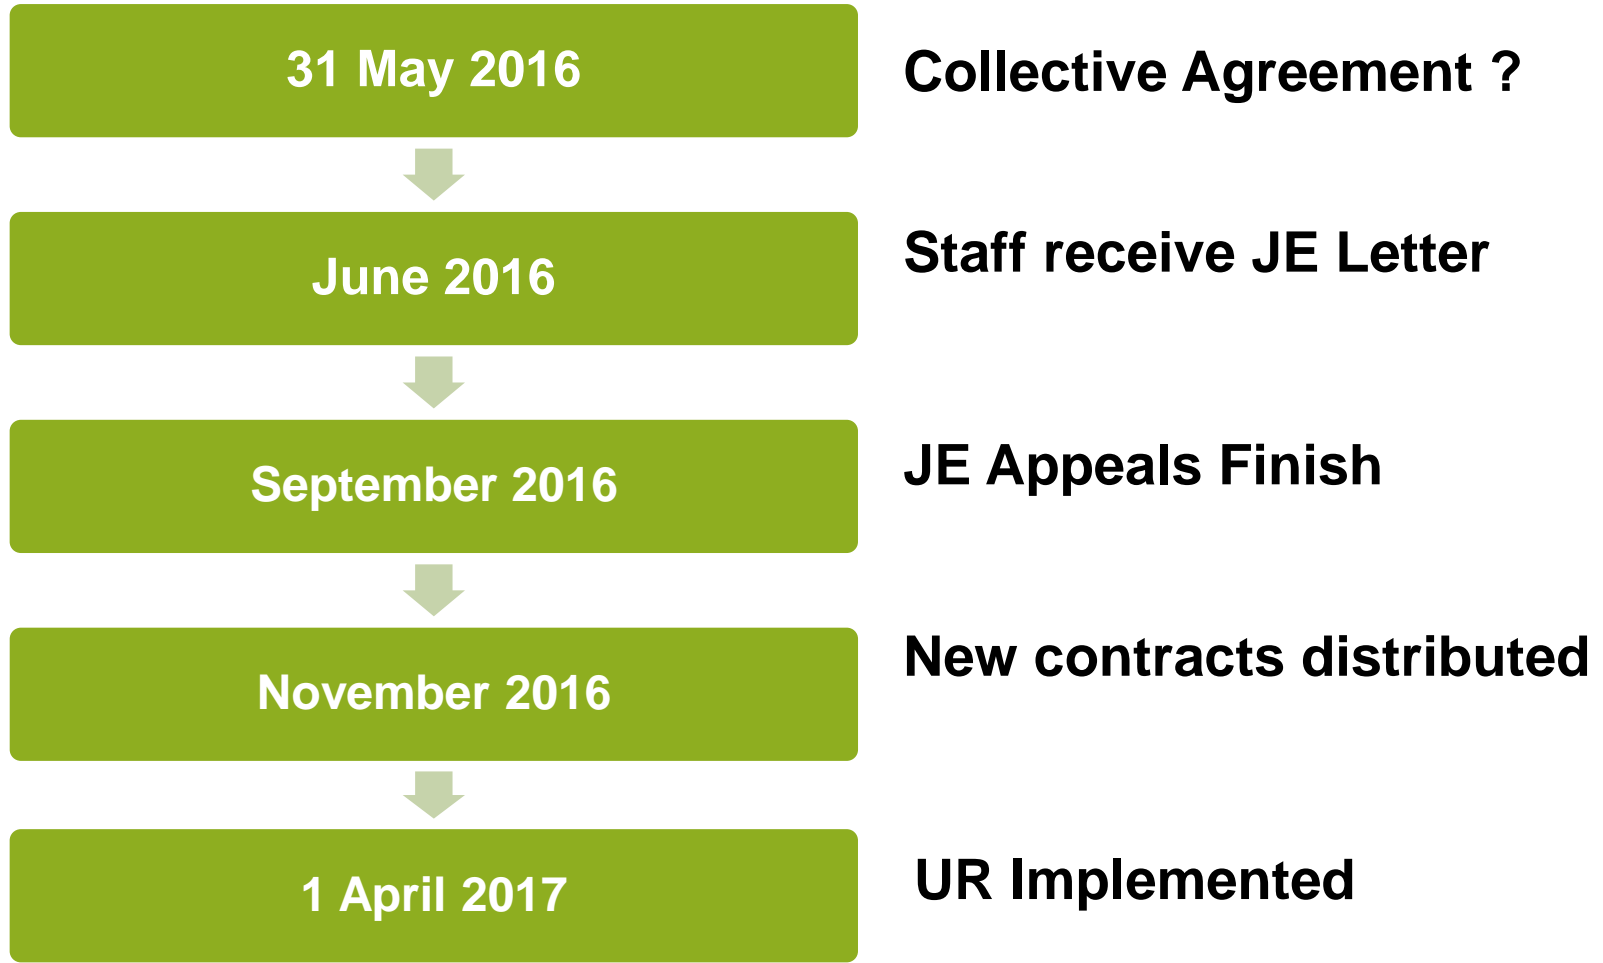 31 May 2016
Collective Agreement ?
June 2016
Staff receive JE Letter
September 2016
JE Appeals Finish
November 2016
New contracts distributed
1 April 2017
UR Implemented